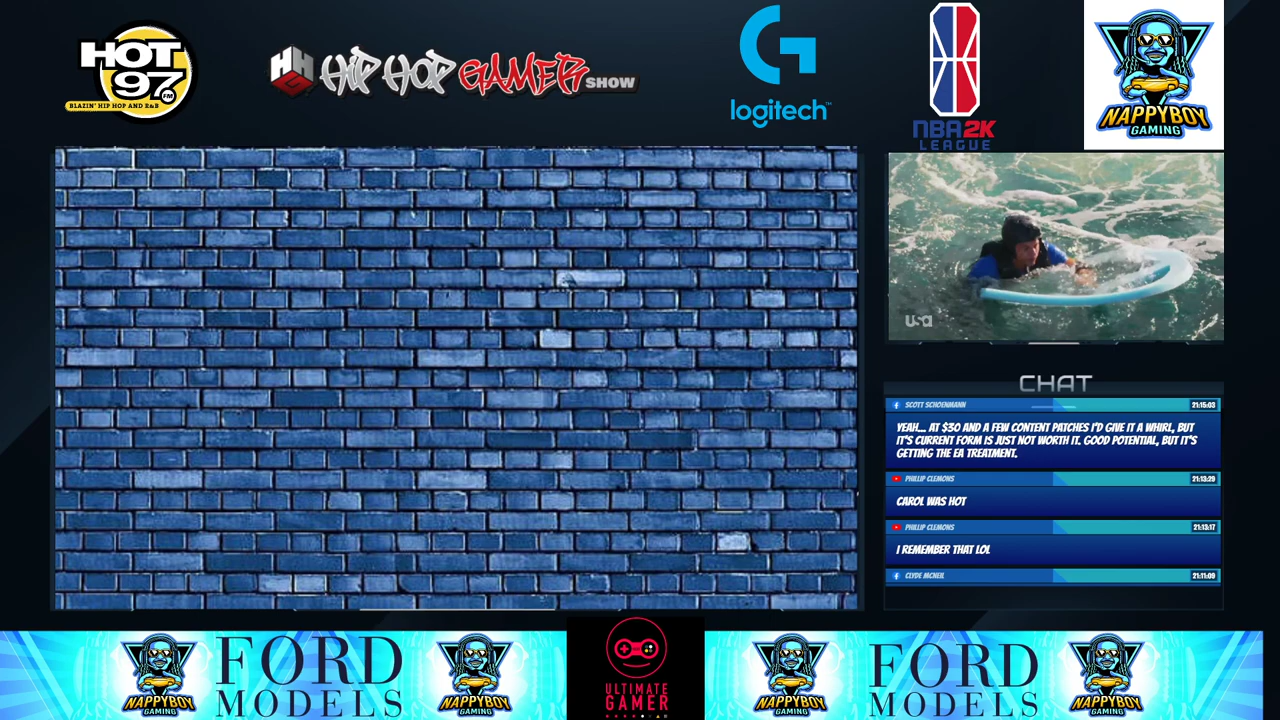 HOT
97
FM
BLAZIN' HIP HOP AND R&B
HHG
HIP HOP GAMER SHOW
G
logitech™
NBA 2K
LEAGUE
NAPPYBOY
GAMING
usa
CHAT
SCOTT SCHOENMANN
21:15:03
YEAH... AT $30 AND A FEW CONTENT PATCHES I'D GIVE IT A WHIRL, BUT
IT'S CURRENT FORM IS JUST NOT WORTH IT. GOOD POTENTIAL, BUT IT'S
GETTING THE EA TREATMENT.
PHILLIP CLEMONS
21:13:29
CAROL WAS HOT
PHILLIP CLEMONS
21:13:17
I REMEMBER THAT LOL
CLYDE MCNEIL
21:11:09
NAPPYBOY
GAMING
FORD
MODELS
NAPPYBOY
GAMING
ULTIMATE
GAMER
NAPPYBOY
GAMING
FORD
MODELS
NAPPYBOY
GAMING